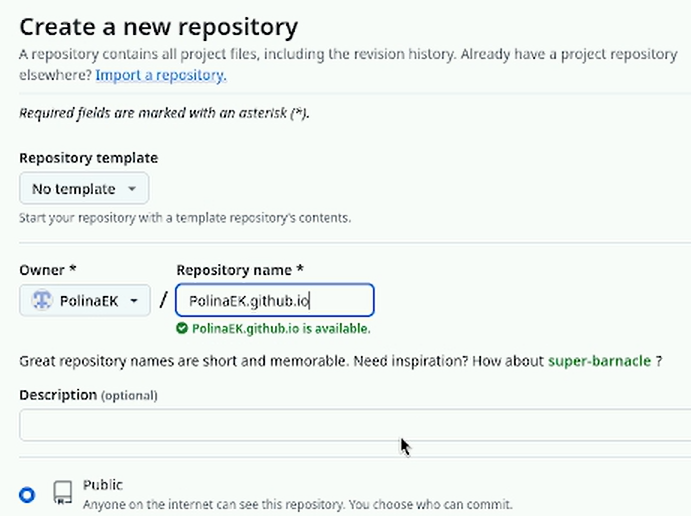 Create a new repository
A repository contains all project files, including the revision history. Already have a project repository
elsewhere? Import a repository.
Required fields are marked with an asterisk (*).
Repository template
No template
Start your repository with a template repository's contents.
Owner *
Repository name *
PolinaEK
/
PolinaEK.github.io
PolinaEK.github.io is available.
Great repository names are short and memorable. Need inspiration? How about super-barnacle ?
Description (optional)
Public
Anyone on the internet can see this repository. You choose who can commit.